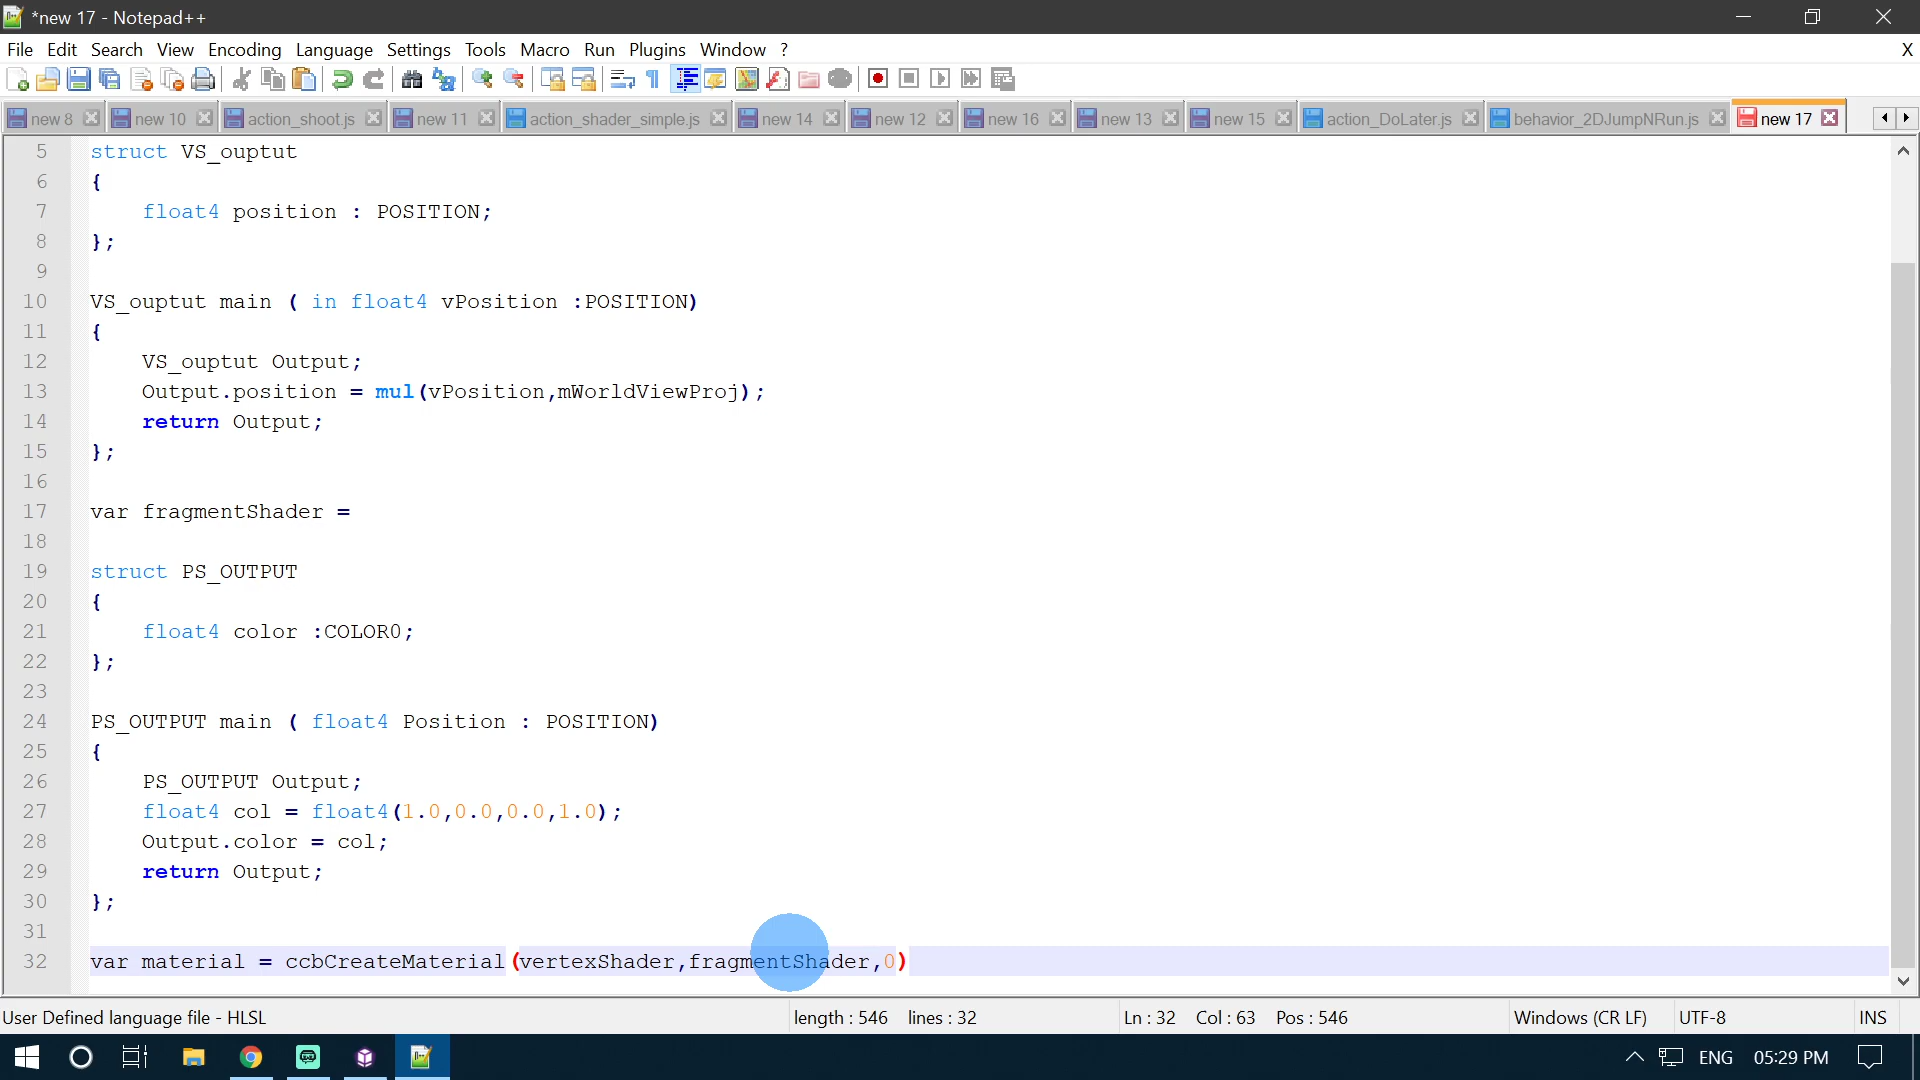 *new 17 - Notepad++
File Edit Search View Encoding Language Settings Tools Macro Run Plugins Window ? X
new 8 new 10 action_shoot.js new 11 action_shader_simple.js new 14 new 12 new 16 new 13 new 15 action_DoLater.js behavior_2DJumpNRun.js new 17
5 struct VS_ouptut
6 {
7 float4 position : POSITION;
8 };
9
10 VS_ouptut main ( in float4 vPosition :POSITION)
11 {
12 VS_ouptut Output;
13 Output.position = mul(vPosition,mWorldViewProj);
14 return Output;
15 };
16
17 var fragmentShader =
18
19 struct PS_OUTPUT
20 {
21 float4 color :COLOR0;
22 };
23
24 PS_OUTPUT main ( float4 Position : POSITION)
25 {
26 PS_OUTPUT Output;
27 float4 col = float4(1.0,0.0,0.0,1.0);
28 Output.color = col;
29 return Output;
30 };
31
32 var material = ccbCreateMaterial(vertexShader,fragmentShader,0)
User Defined language file - HLSL length : 546 lines : 32 Ln : 32 Col : 63 Pos : 546 Windows (CR LF) UTF-8 INS
ENG 05:29 PM